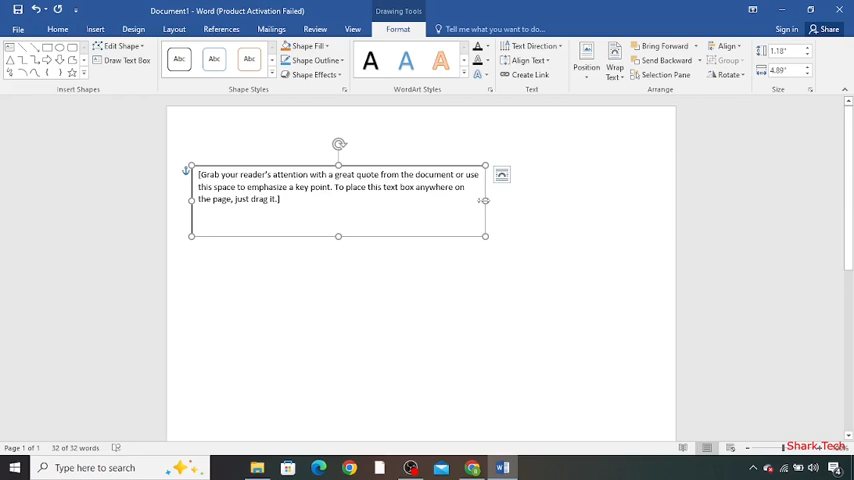 Document1 - Word (Product Activation Failed)
Drawing Tools
File
Home
Insert
Design
Layout
References
Mailings
Review
View
Format
Tell me what you want to do...
Sign in
Share
Edit Shape
Draw Text Box
Insert Shapes
Abc
Abc
Abc
Shape Fill
Shape Outline
Shape Effects
Shape Styles
A
A
A
WordArt Styles
Text Direction
Align Text
Create Link
Text
Position
Wrap
Text
Bring Forward
Send Backward
Selection Pane
Align
Group
Rotate
Arrange
1.18"
4.89"
Size
[Grab your reader's attention with a great quote from the document or use
this space to emphasize a key point. To place this text box anywhere on
the page, just drag it.]
Page 1 of 1
32 of 32 words
Shark.Tech
Type here to search
4